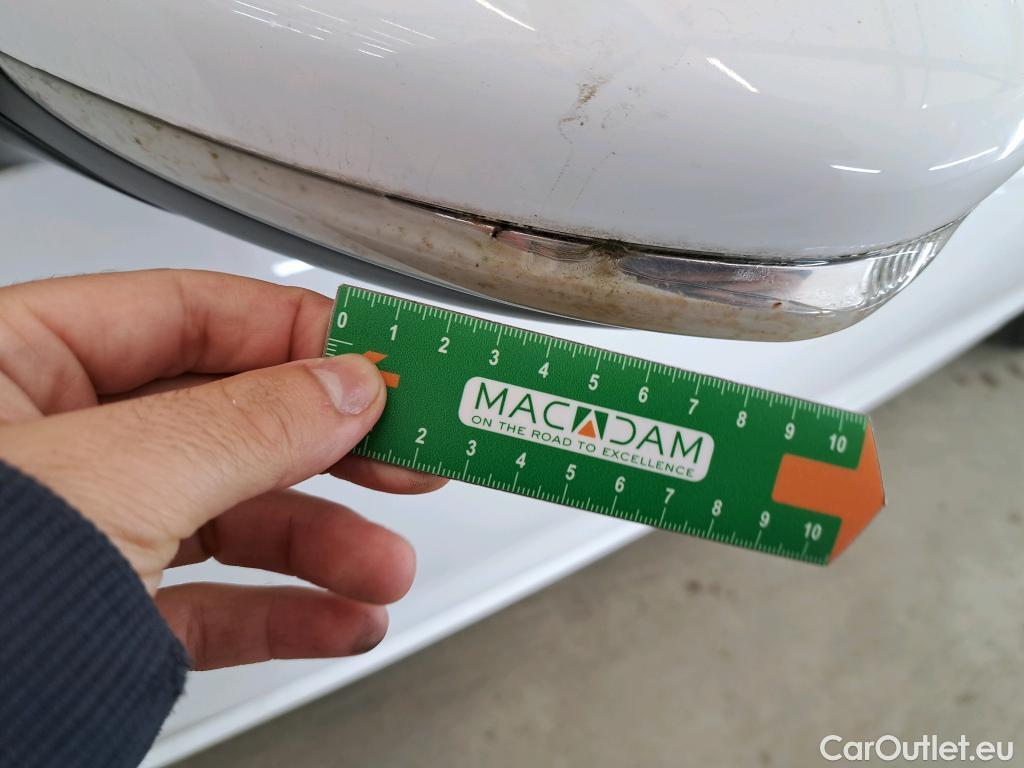 0 1 2 3 4 5 6 7 8 9 10
MACADAM
ON THE ROAD TO EXCELLENCE
2 3 4 5 6 7 8 9 10
CarOutlet.eu